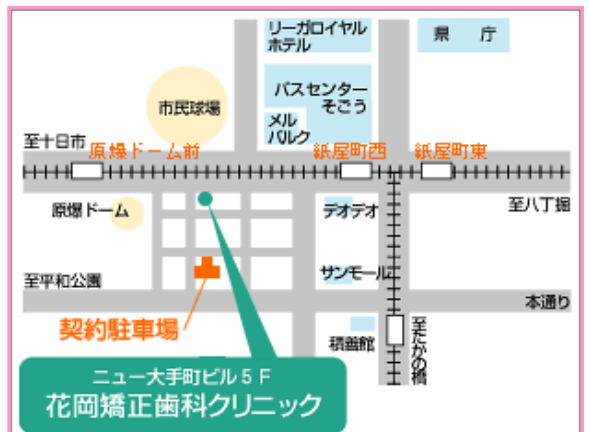 リーガロイヤル
ホテル
県 庁
バスセンター
そごう
市民球場
メル
パルク
至十日市
原爆ドーム前
紙屋町西
紙屋町東
原爆ドーム
デオデオ
至八丁堀
サンモール
至平和公園
本通り
契約駐車場
積善館
至たかの橋
ニュー大手町ビル5F
花岡矯正歯科クリニック